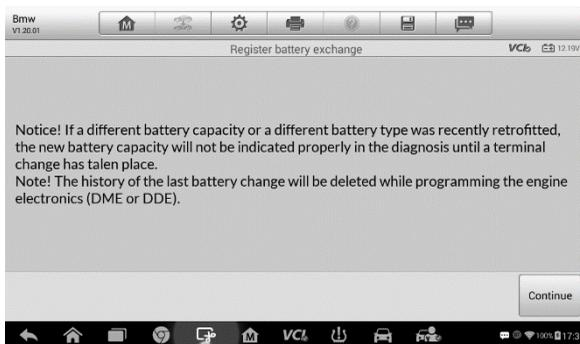 Bmw
V1.20.01
Register battery exchange
VCI
12.19V
Notice! If a different battery capacity or a different battery type was recently retrofitted,
the new battery capacity will not be indicated properly in the diagnosis until a terminal
change has talen place.
Note! The history of the last battery change will be deleted while programming the engine
electronics (DME or DDE).
Continue
VCI
100%
17:3